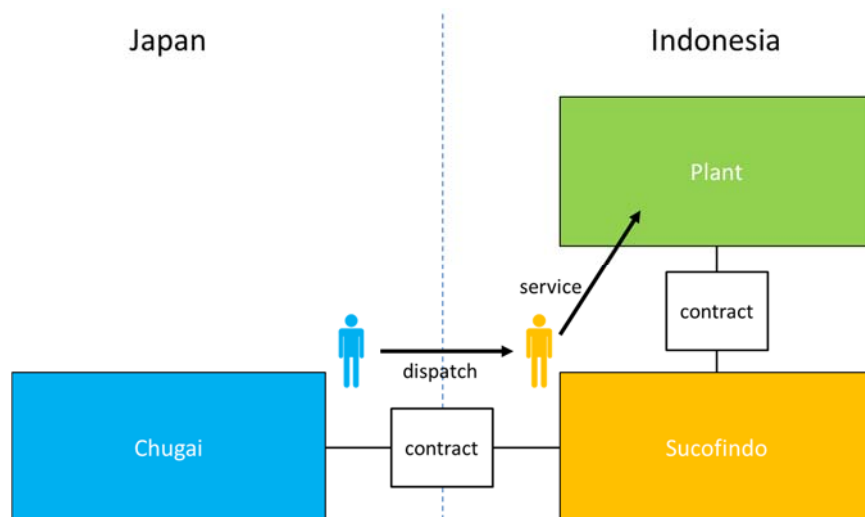 Japan
Indonesia
Plant
service
contract
dispatch
Chugai
contract
Sucofindo